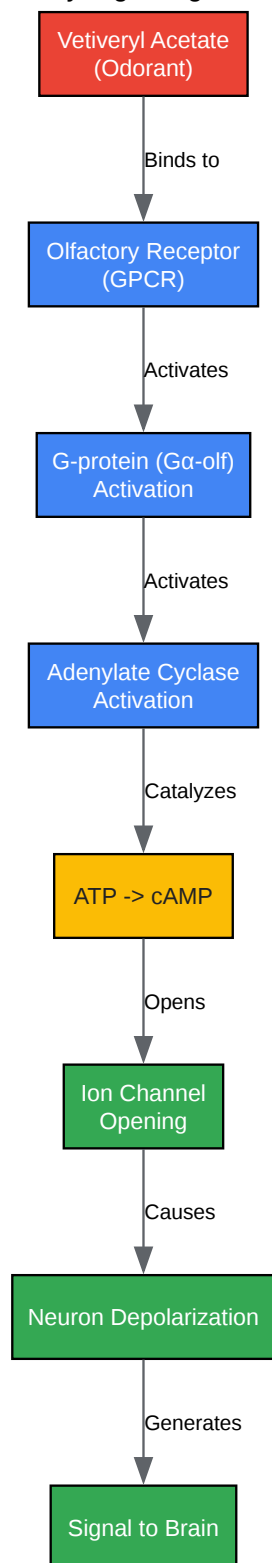 Vetiveryl Acetate
(Odorant)
Binds to
Olfactory Receptor
(GPCR)
Activates
G-protein (Gα-olf)
Activation
Activates
Adenylate Cyclase
Activation
Catalyzes
ATP -> cAMP
Opens
Ion Channel
Opening
Causes
Neuron Depolarization
Generates
Signal to Brain